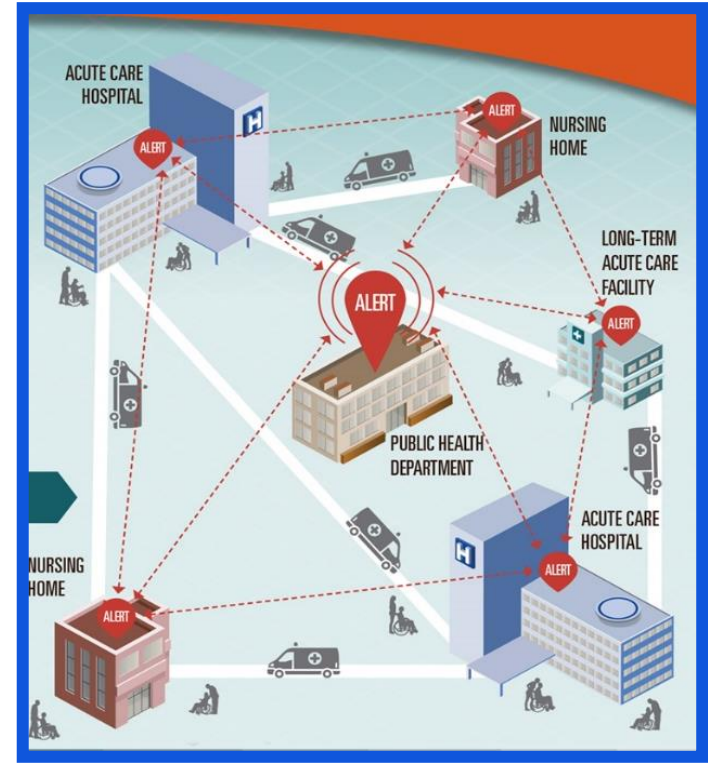 ACUTE CARE
HOSPITAL
H
ALERT
ALERT
NURSING
HOME
LONG-TERM
ACUTE CARE
FACILITY
ALERT
ALERT
PUBLIC HEALTH
DEPARTMENT
ACUTE CARE
HOSPITAL
H
ALERT
NURSING
HOME
ALERT